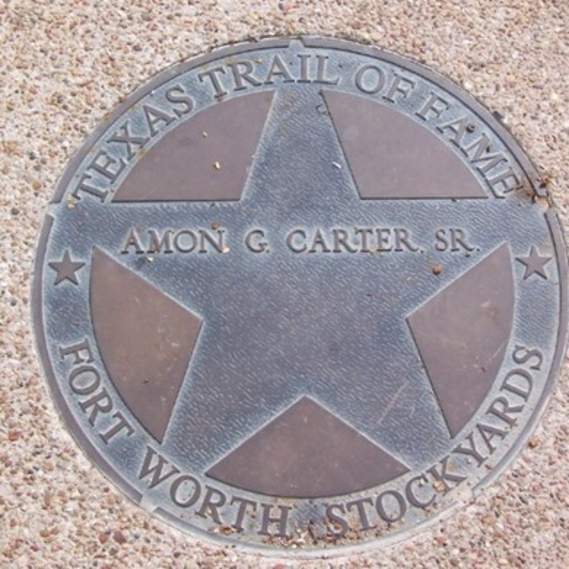 TEXAS TRAIL OF FAME
AMON G. CARTER, SR.
FORT WORTH STOCKYARDS